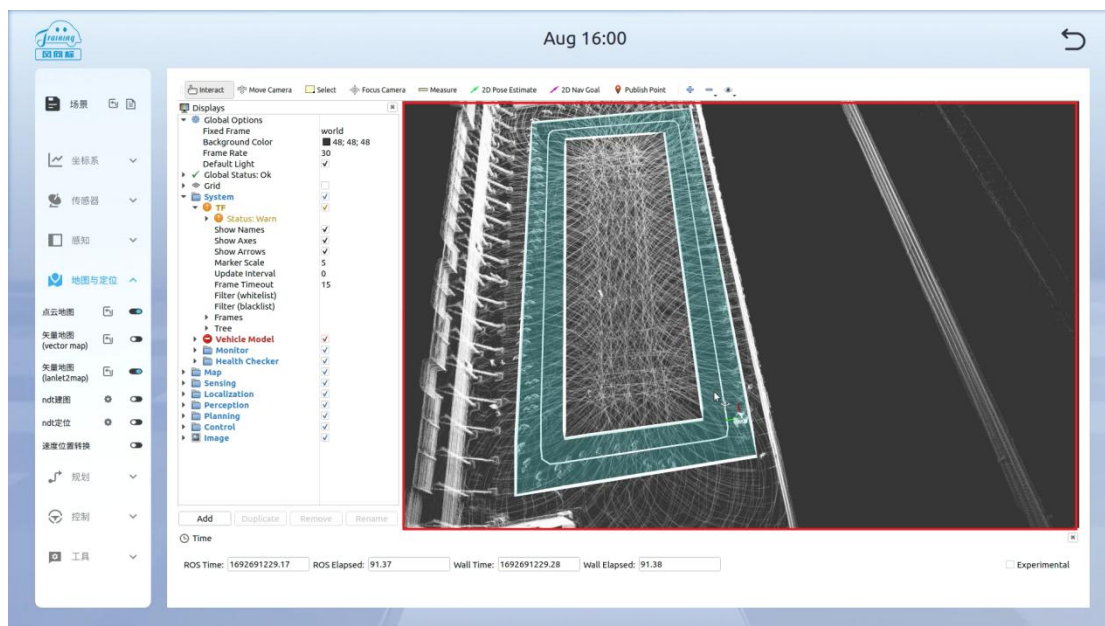 Training
风向标
Aug 16:00
场景
坐标系
传感器
感知
地图与定位
点云地图
矢量地图
(vector map)
矢量地图
(lanlet2map)
ndt建图
ndt定位
速度位置转换
规划
控制
工具
Interact Move Camera Select Focus Camera Measure 2D Pose Estimate 2D Nav Goal Publish Point
Displays
Global Options
Fixed Frame world
Background Color 48; 48; 48
Frame Rate 30
Default Light
Global Status: Ok
Grid
System
TF
Status: Warn
Show Names
Show Axes
Show Arrows
Marker Scale 5
Update Interval 0
Frame Timeout 15
Filter (whitelist)
Filter (blacklist)
Frames
Tree
Vehicle Model
Monitor
Health Checker
Map
Sensing
Localization
Perception
Planning
Control
Image
Add Duplicate Remove Rename
Time
ROS Time: 1692691229.17 ROS Elapsed: 91.37 Wall Time: 1692691229.28 Wall Elapsed: 91.38 Experimental